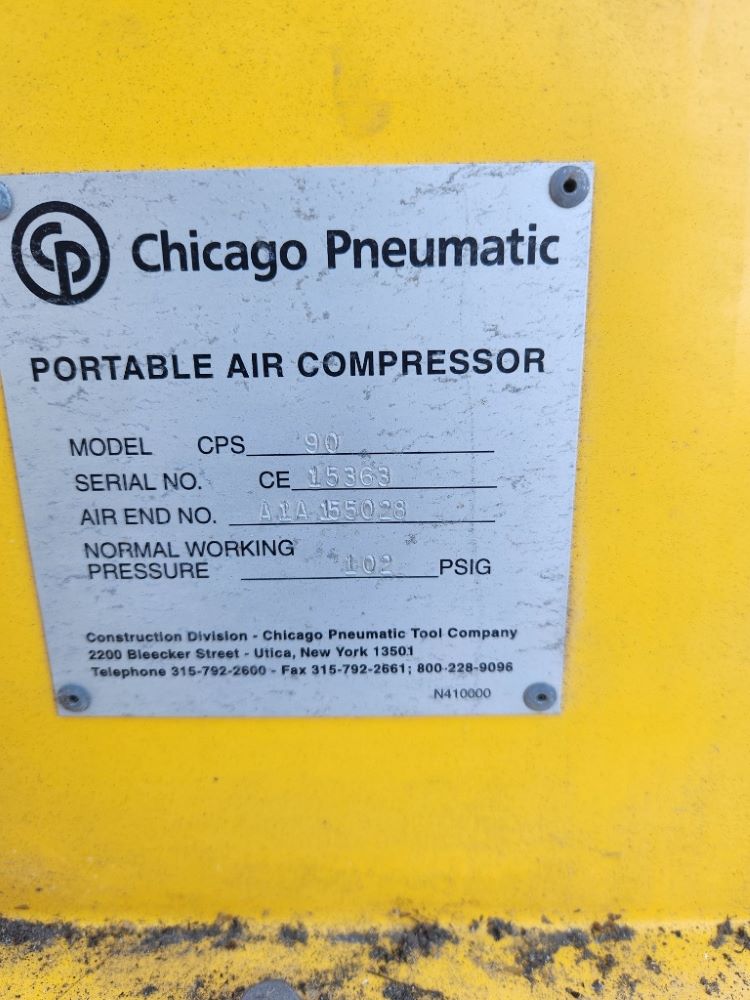 CP Chicago Pneumatic
PORTABLE AIR COMPRESSOR
MODEL CPS 90
SERIAL NO. CE 15363
AIR END NO. A1A 155028
NORMAL WORKING
PRESSURE 102 PSIG
Construction Division - Chicago Pneumatic Tool Company
2200 Bleecker Street - Utica, New York 13501
Telephone 315-792-2600 - Fax 315-792-2661; 800-228-9096
N410000